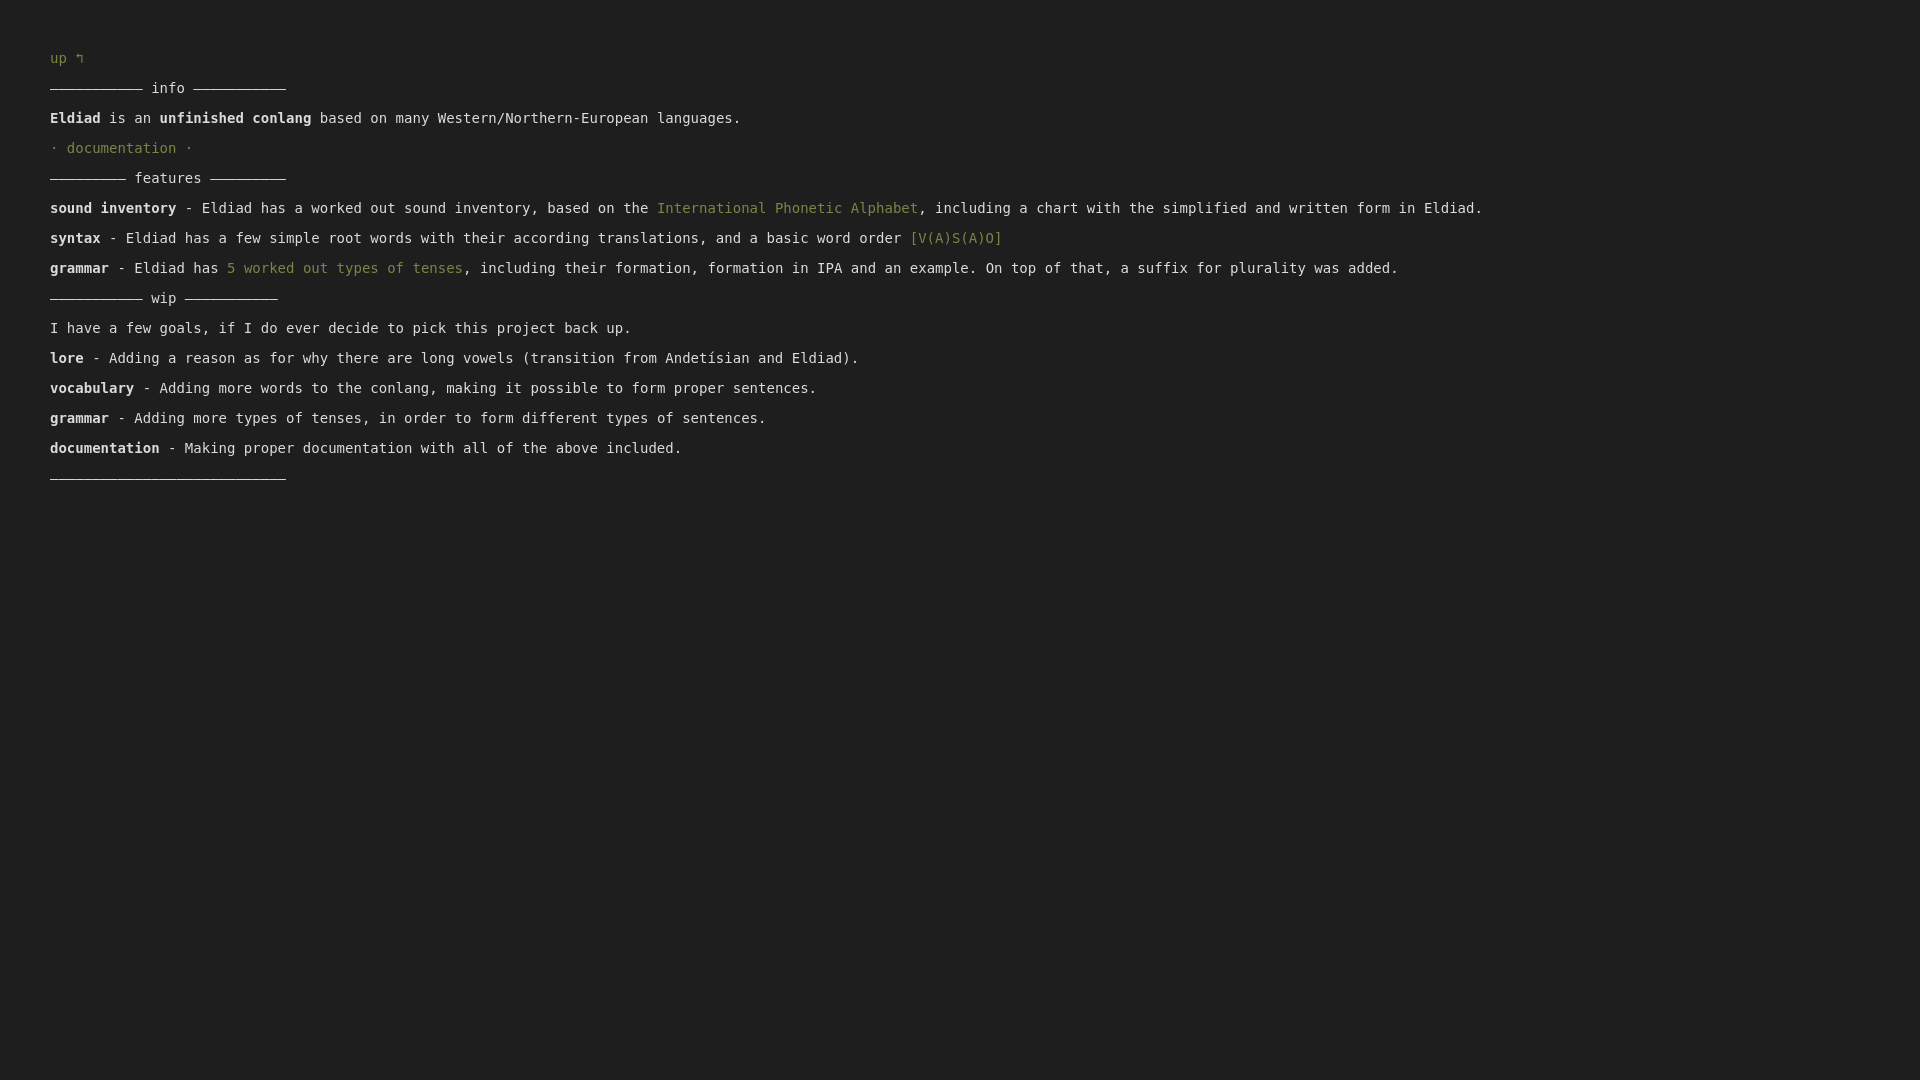 up ↰
——————————— info ———————————
Eldiad is an unfinished conlang based on many Western/Northern-European languages.
· documentation ·
————————— features —————————
sound inventory - Eldiad has a worked out sound inventory, based on the International Phonetic Alphabet, including a chart with the simplified and written form in Eldiad.
syntax - Eldiad has a few simple root words with their according translations, and a basic word order [V(A)S(A)O]
grammar - Eldiad has 5 worked out types of tenses, including their formation, formation in IPA and an example. On top of that, a suffix for plurality was added.
——————————— wip ———————————
I have a few goals, if I do ever decide to pick this project back up.
lore - Adding a reason as for why there are long vowels (transition from Andetísian and Eldiad).
vocabulary - Adding more words to the conlang, making it possible to form proper sentences.
grammar - Adding more types of tenses, in order to form different types of sentences.
documentation - Making proper documentation with all of the above included.
————————————————————————————